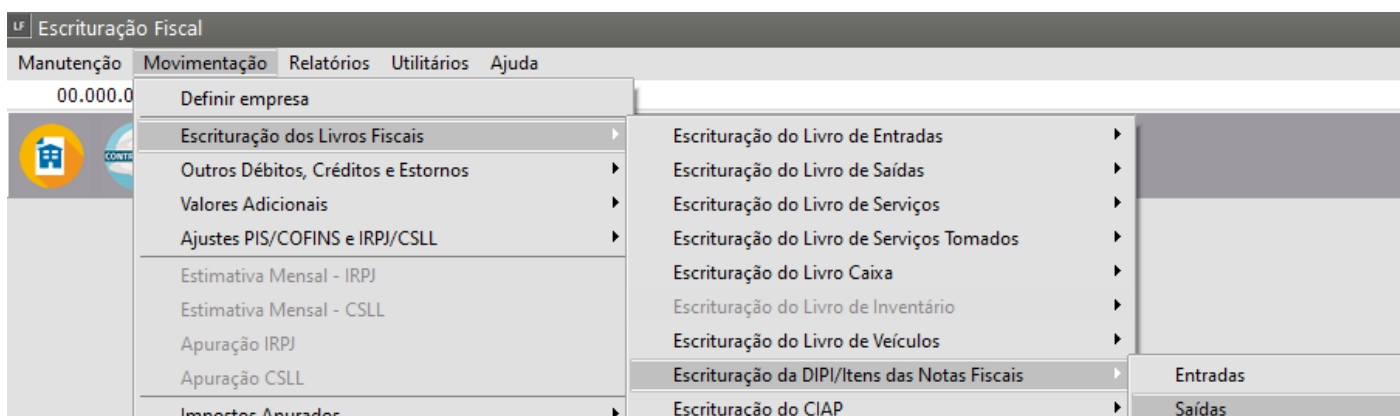 LF Escrituração Fiscal
Manutenção Movimentação Relatórios Utilitários Ajuda
00.000.0
Definir empresa
Escrituração dos Livros Fiscais
Outros Débitos, Créditos e Estornos
Valores Adicionais
Ajustes PIS/COFINS e IRPJ/CSLL
Estimativa Mensal - IRPJ
Estimativa Mensal - CSLL
Apuração IRPJ
Apuração CSLL
Impostos Apurados
Escrituração do Livro de Entradas
Escrituração do Livro de Saídas
Escrituração do Livro de Serviços
Escrituração do Livro de Serviços Tomados
Escrituração do Livro Caixa
Escrituração do Livro de Inventário
Escrituração do Livro de Veículos
Escrituração da DIPI/Itens das Notas Fiscais
Escrituração do CIAP
Entradas
Saídas